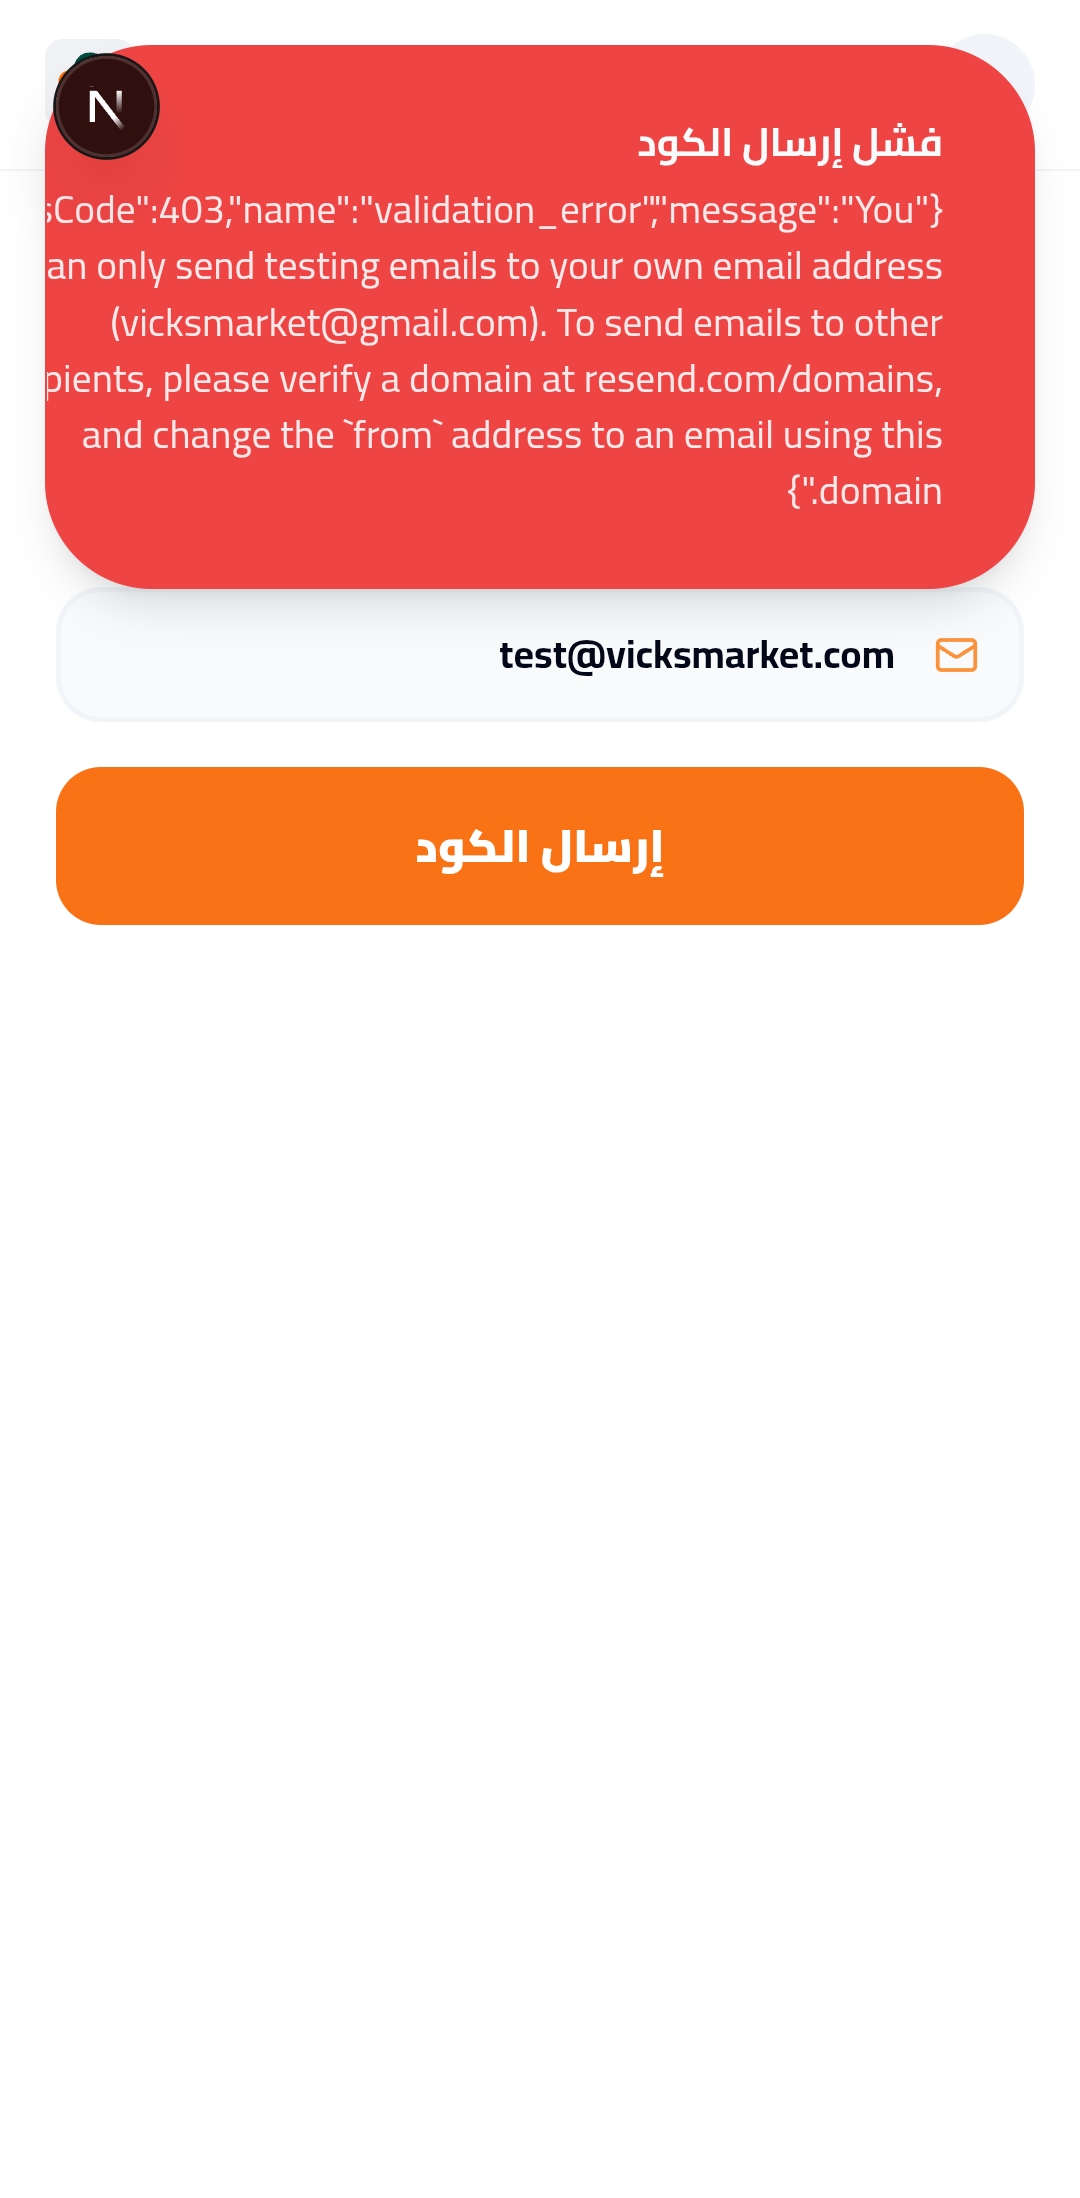 N
فشل إرسال الكود
{"sCode":403,"name":"validation_error","message":"You
an only send testing emails to your own email address
(vicksmarket@gmail.com). To send emails to other
pients, please verify a domain at resend.com/domains,
and change the `from` address to an email using this
domain."}
test@vicksmarket.com
إرسال الكود